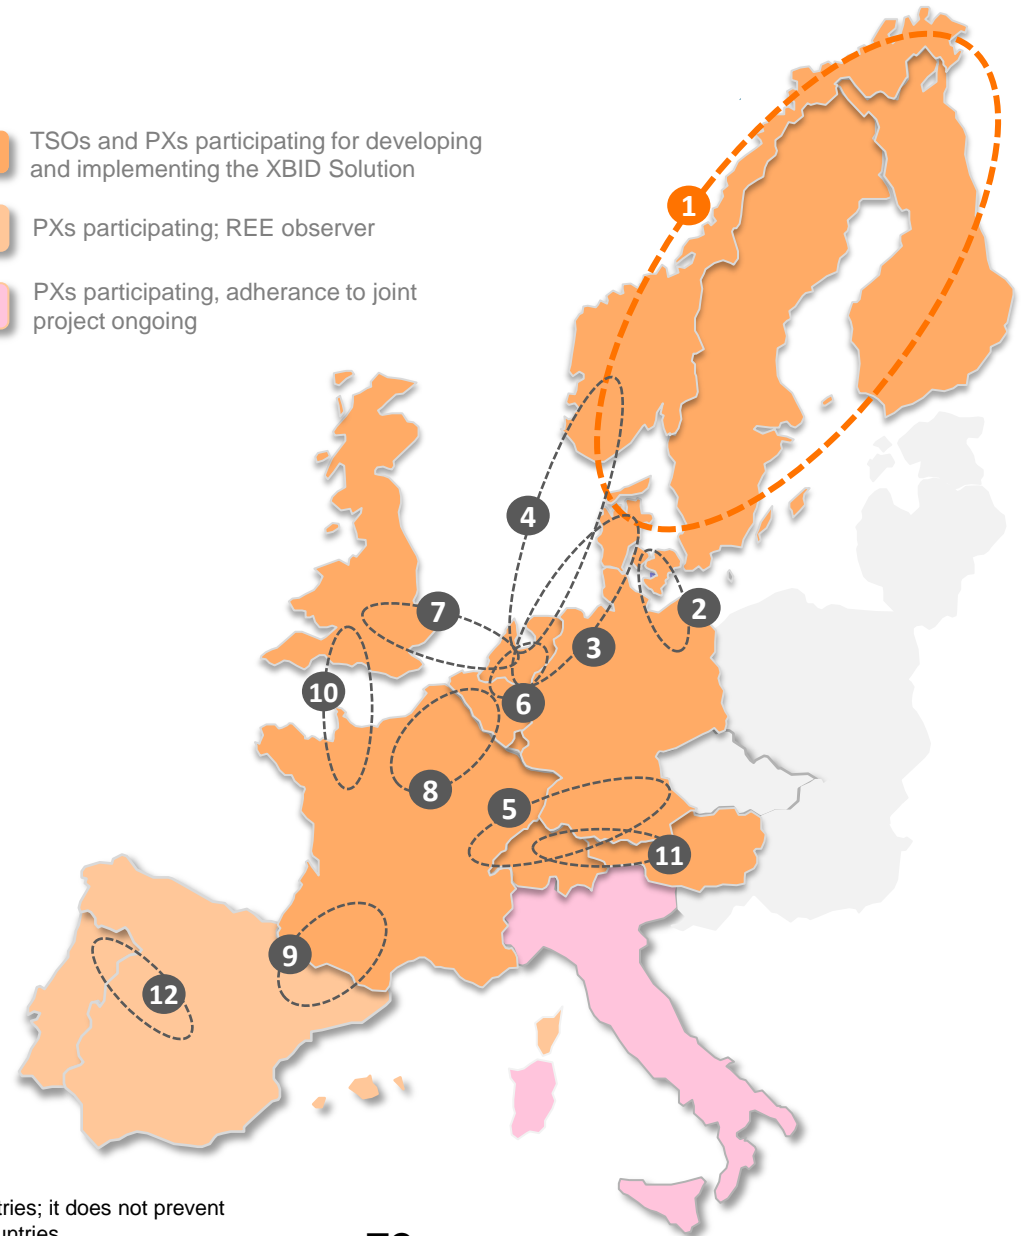 TSOs and PXs participating for developing
and implementing the XBID Solution
PXs participating; REE observer
PXs participating, adherance to joint
project ongoing
1
4
7
2
3
10
6
8
5
11
9
12
tries; it does not prevent